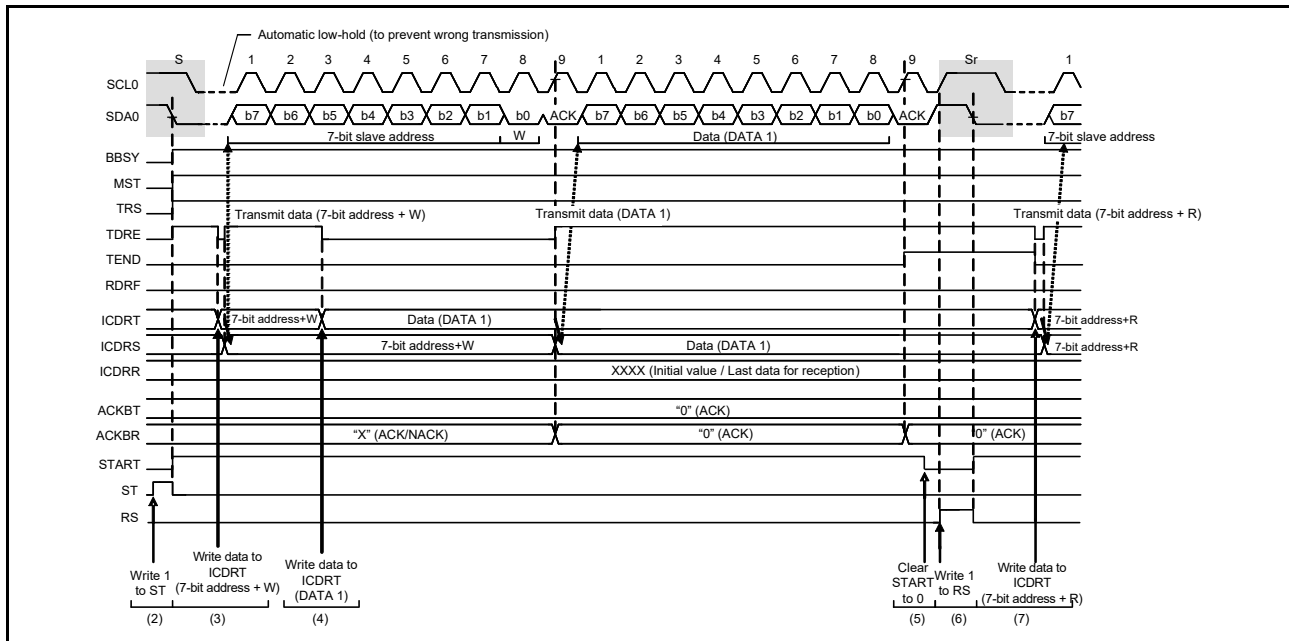 Automatic low-hold (to prevent wrong transmission)
S 1 2 3 4 5 6 7 8 9 1 2 3 4 5 6 7 8 9 Sr 1
SCL0
SDA0 b7 b6 b5 b4 b3 b2 b1 b0 ACK b7 b6 b5 b4 b3 b2 b1 b0 ACK b7
7-bit slave address W Data (DATA 1) 7-bit slave address
BBSY
MST
TRS
Transmit data (7-bit address + W) Transmit data (DATA 1) Transmit data (7-bit address + R)
TDRE
TEND
RDRF
ICDRT 7-bit address+W Data (DATA 1) 7-bit address+R
ICDRS 7-bit address+W Data (DATA 1) 7-bit address+R
ICDRR XXXX (Initial value / Last data for reception)
ACKBT "0" (ACK)
ACKBR "X" (ACK/NACK) "0" (ACK) 0" (ACK)
START
ST
RS
Write 1
to ST
Write data to
ICDRT
(7-bit address + W)
Write data to
ICDRT
(DATA 1)
Clear
START
to 0
Write 1
to RS
Write data to
ICDRT
(7-bit address + R)
(2) (3) (4) (5) (6) (7)